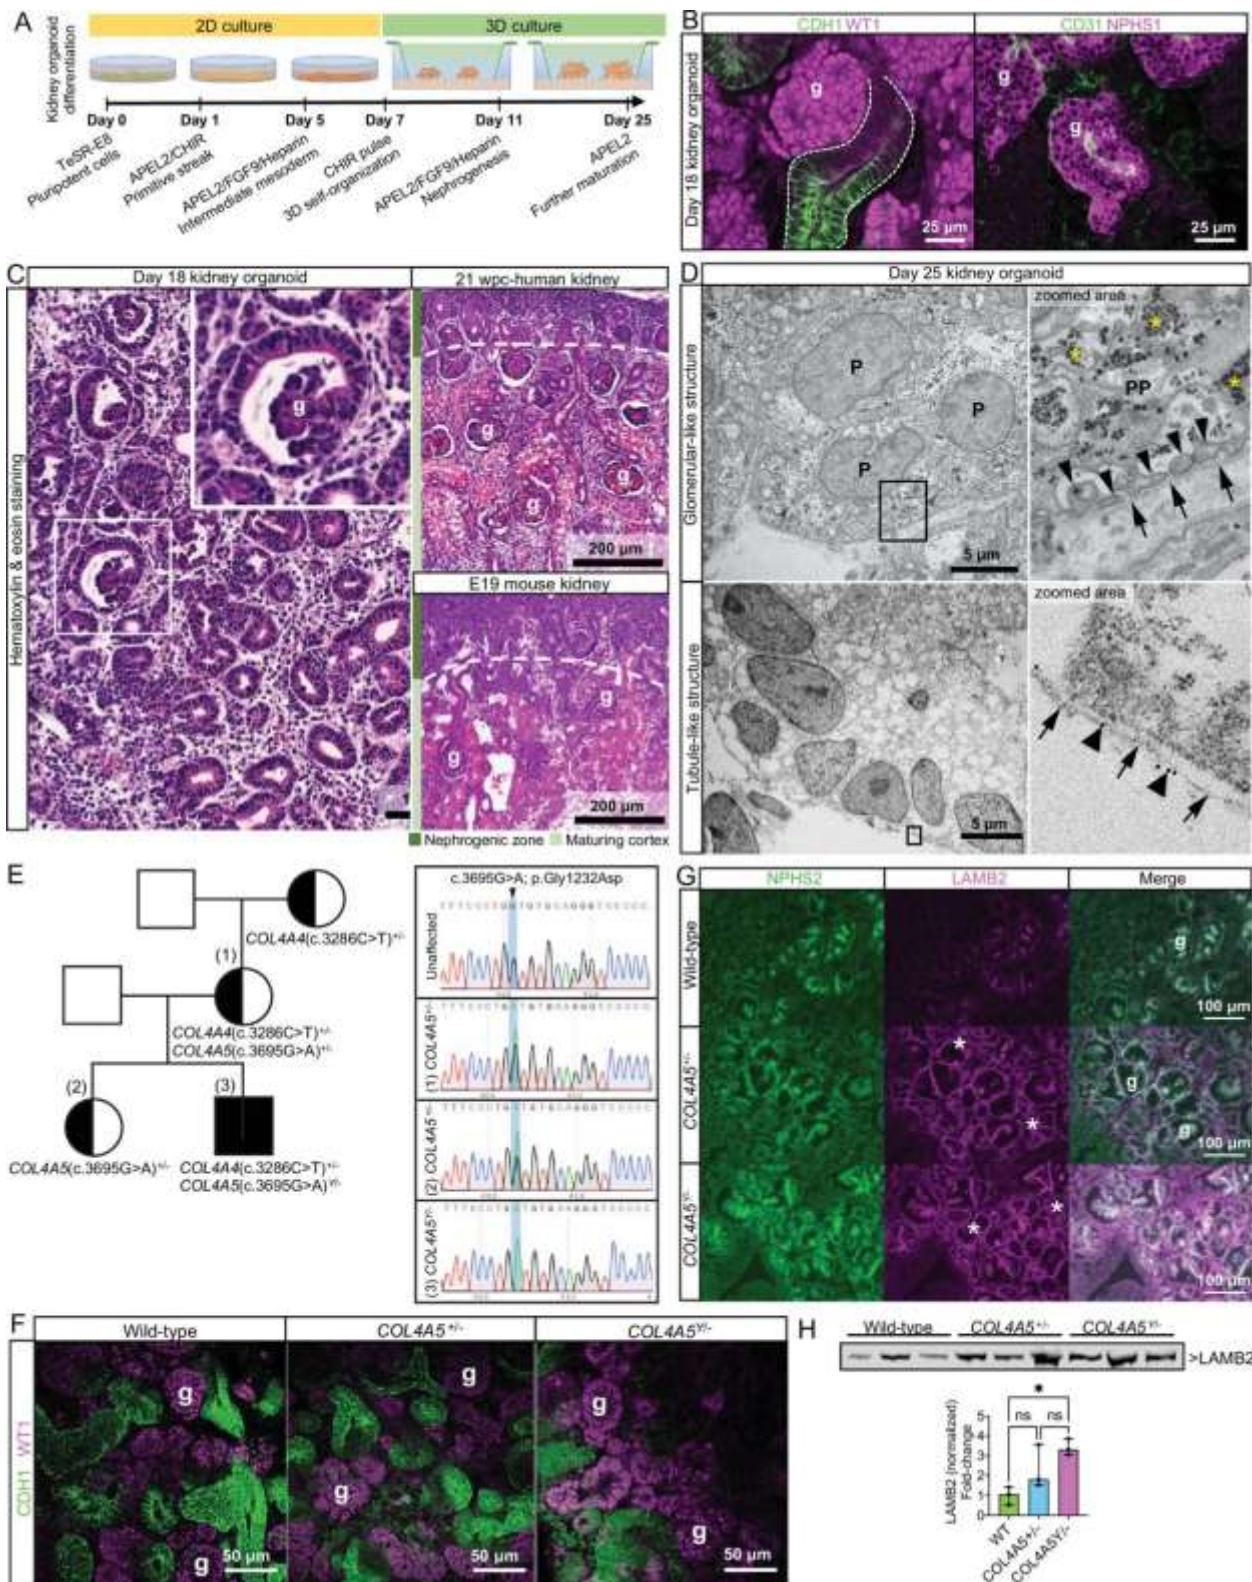 A
2D culture
3D culture
Kidney organoid
differentiation
Day 0
Day 1
Day 5
Day 7
Day 11
Day 25
TeSR-E8
Pluripotent cells
APEL2/CHIR
Primitive streak
APEL2/FGF9/Heparin
Intermediate mesoderm
CHIR pulse
3D self-organization
APEL2/FGF9/Heparin
Nephrogenesis
APEL2
Further maturation
B
CDH1 WT1
CD31 NPHS1
Day 18 kidney organoid
g
g
g
25 µm
25 µm
C
Day 18 kidney organoid
21 wpc-human kidney
Hematoxylin & eosin staining
g
g
g
g
200 µm
E19 mouse kidney
g
g
200 µm
Nephrogenic zone
Maturing cortex
D
Day 25 kidney organoid
Glomerular-like structure
P
P
P
5 µm
zoomed area
*
*
*
PP
Tubule-like structure
5 µm
zoomed area
E
COL4A4(c.3286C>T)+/-
(1)
COL4A4(c.3286C>T)+/-
COL4A5(c.3695G>A)+/-
(2)
(3)
COL4A5(c.3695G>A)+/-
COL4A4(c.3286C>T)+/-
COL4A5(c.3695G>A)Y/-
c.3695G>A; p.Gly1232Asp
Unaffected
(1) COL4A5+/-
(2) COL4A5+/-
(3) COL4A5Y/-
G
NPHS2
LAMB2
Merge
Wild-type
g
100 µm
COL4A5+/-
*
*
g
g
100 µm
COL4A5Y/-
*
*
100 µm
F
Wild-type
COL4A5+/-
COL4A5Y/-
CDH1 WT1
g
g
50 µm
g
g
50 µm
g
g
50 µm
H
Wild-type
COL4A5+/-
COL4A5Y/-
>LAMB2
LAMB2 (normalized)
Fold-change
*
ns
ns
5
4
3
2
1
0
WT
COL4A5+/-
COL4A5Y/-